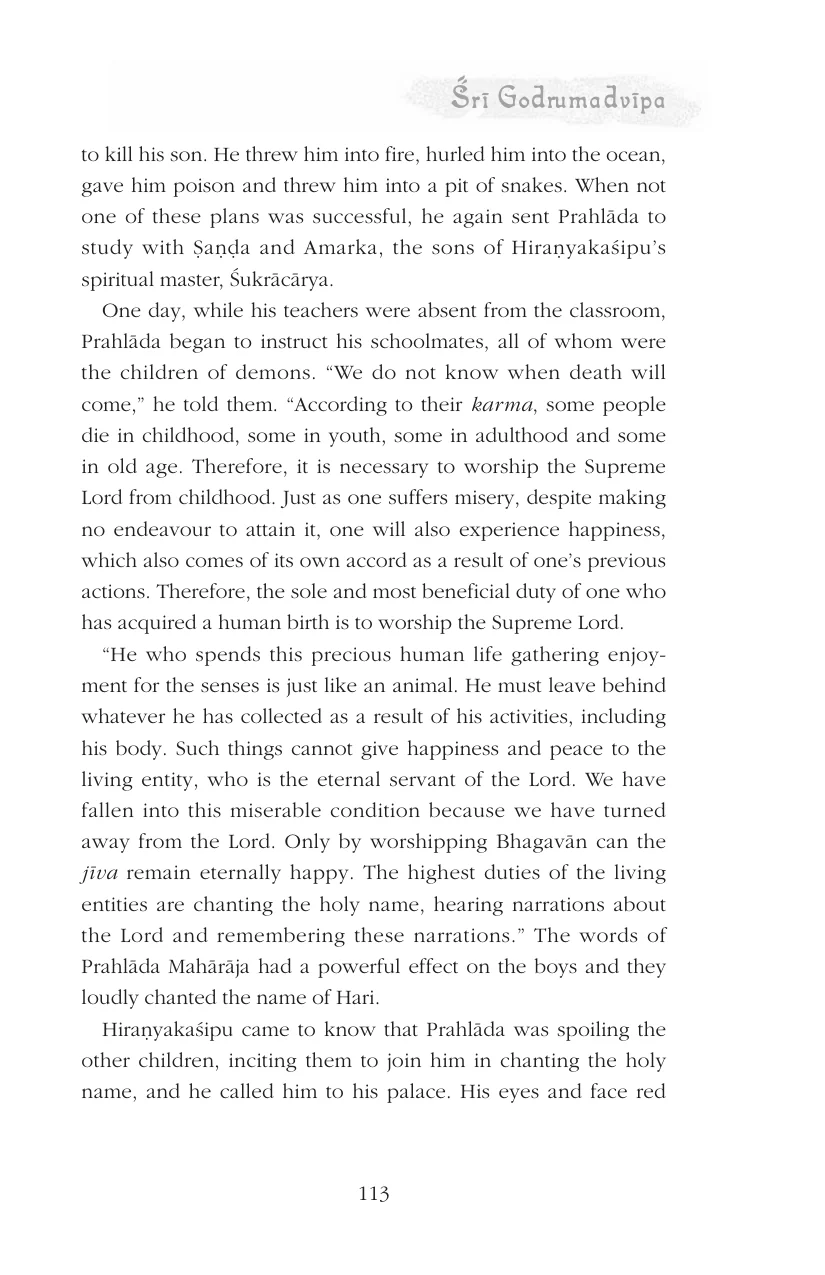 Śrī Godrumadvīpa
to kill his son. He threw him into fire, hurled him into the ocean,
gave him poison and threw him into a pit of snakes. When not
one of these plans was successful, he again sent Prahlāda to
study with Ṣaṇḍa and Amarka, the sons of Hiraṇyakaśipu’s
spiritual master, Śukrācārya.
One day, while his teachers were absent from the classroom,
Prahlāda began to instruct his schoolmates, all of whom were
the children of demons. “We do not know when death will
come,” he told them. “According to their karma, some people
die in childhood, some in youth, some in adulthood and some
in old age. Therefore, it is necessary to worship the Supreme
Lord from childhood. Just as one suffers misery, despite making
no endeavour to attain it, one will also experience happiness,
which also comes of its own accord as a result of one’s previous
actions. Therefore, the sole and most beneficial duty of one who
has acquired a human birth is to worship the Supreme Lord.
“He who spends this precious human life gathering enjoy-
ment for the senses is just like an animal. He must leave behind
whatever he has collected as a result of his activities, including
his body. Such things cannot give happiness and peace to the
living entity, who is the eternal servant of the Lord. We have
fallen into this miserable condition because we have turned
away from the Lord. Only by worshipping Bhagavān can the
jīva remain eternally happy. The highest duties of the living
entities are chanting the holy name, hearing narrations about
the Lord and remembering these narrations.” The words of
Prahlāda Mahārāja had a powerful effect on the boys and they
loudly chanted the name of Hari.
Hiraṇyakaśipu came to know that Prahlāda was spoiling the
other children, inciting them to join him in chanting the holy
name, and he called him to his palace. His eyes and face red
113